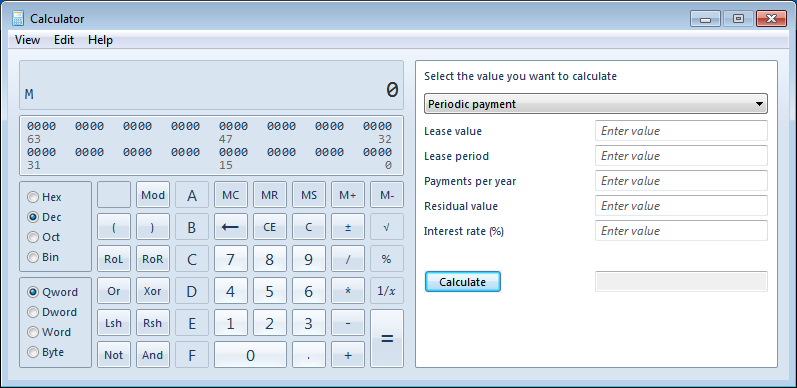 Calculator
View Edit Help
M 0
0000 0000 0000 0000 0000 0000 0000 0000
63 47 32
0000 0000 0000 0000 0000 0000 0000 0000
31 15 0
Hex
Dec
Oct
Bin
Qword
Dword
Word
Byte
Mod A MC MR MS M+ M-
( ) B ← CE C ± √
RoL RoR C 7 8 9 / %
Or Xor D 4 5 6 * 1/x
Lsh Rsh E 1 2 3 - =
Not And F 0 . +
Select the value you want to calculate
Periodic payment
Lease value Enter value
Lease period Enter value
Payments per year Enter value
Residual value Enter value
Interest rate (%) Enter value
Calculate